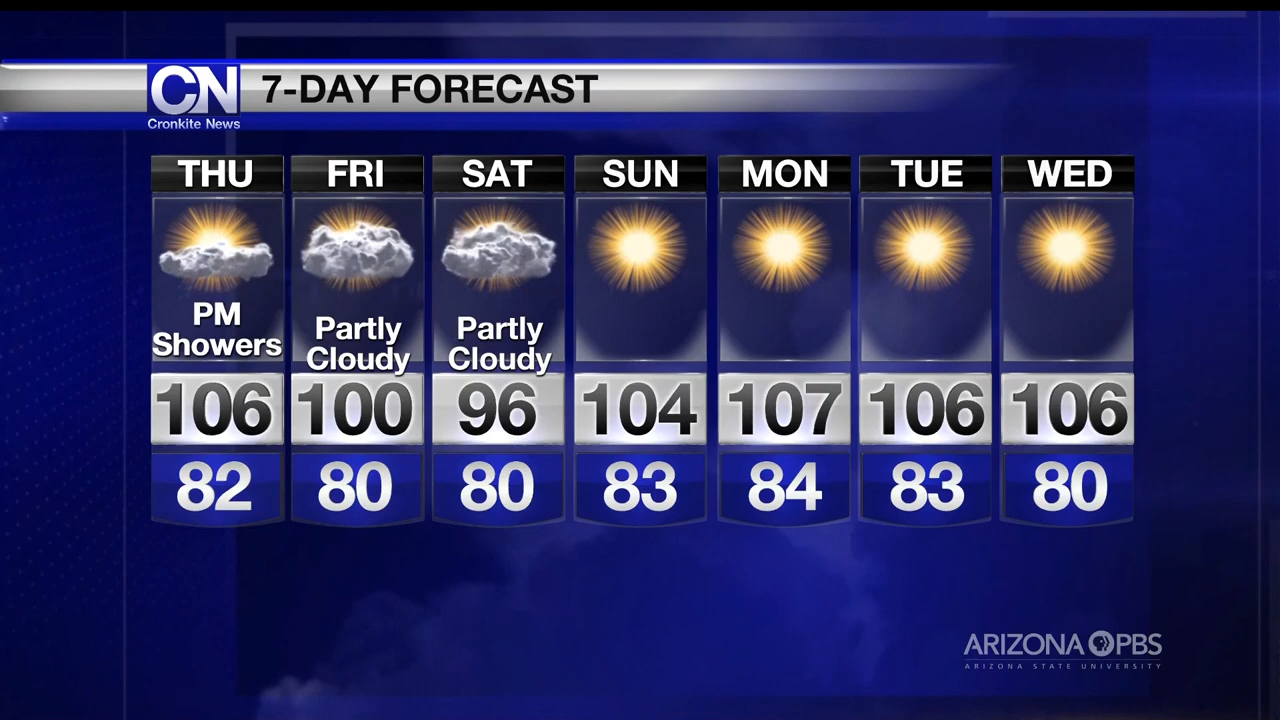 CN
Cronkite News
7-DAY FORECAST
THU FRI SAT SUN MON TUE WED
PM
Showers
Partly
Cloudy
Partly
Cloudy
106 100 96 104 107 106 106
82 80 80 83 84 83 80
ARIZONA PBS
ARIZONA STATE UNIVERSITY